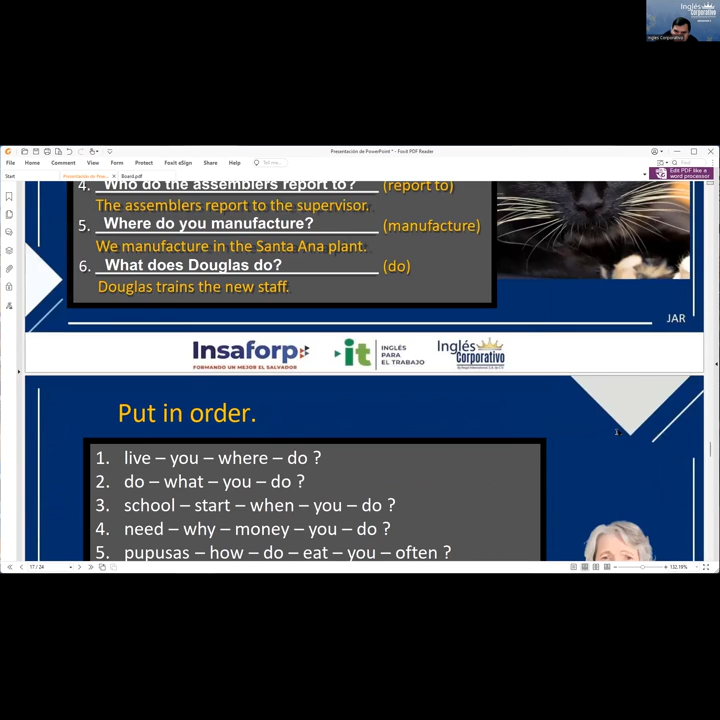 Inglés
Corporativo
Inglés Corporativo
Presentación de PowerPoint * - Foxit PDF Reader
File Home Comment View Form Protect Foxit eSign Share Help Tell me... Find
Start Board.pdf
Edit PDF like a
word processor
4. Who do the assemblers report to? (report to)
The assemblers report to the supervisor.
5. Where do you manufacture? (manufacture)
We manufacture in the Santa Ana plant.
6. What does Douglas do? (do)
Douglas trains the new staff.
JAR
Insaforp
FORMANDO UN MEJOR EL SALVADOR
it INGLÉS
PARA
EL TRABAJO
Inglés
Corporativo
Put in order.
1. live – you – where – do ?
2. do – what – you – do ?
3. school – start – when – you – do ?
4. need – why – money – you – do ?
5. pupusas – how – do – eat – you – often ?
17 / 24
132.19%